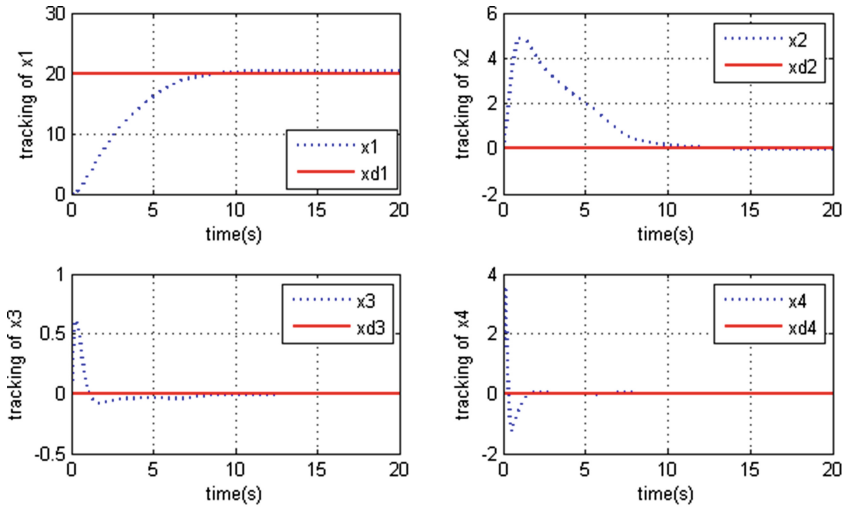 tracking of x1
30
20
10
0
0
5
10
15
20
time(s)
x1
xd1
tracking of x2
6
4
2
0
-2
0
5
10
15
20
time(s)
x2
xd2
tracking of x3
1
0.5
0
-0.5
0
5
10
15
20
time(s)
x3
xd3
tracking of x4
4
2
0
-2
0
5
10
15
20
time(s)
x4
xd4